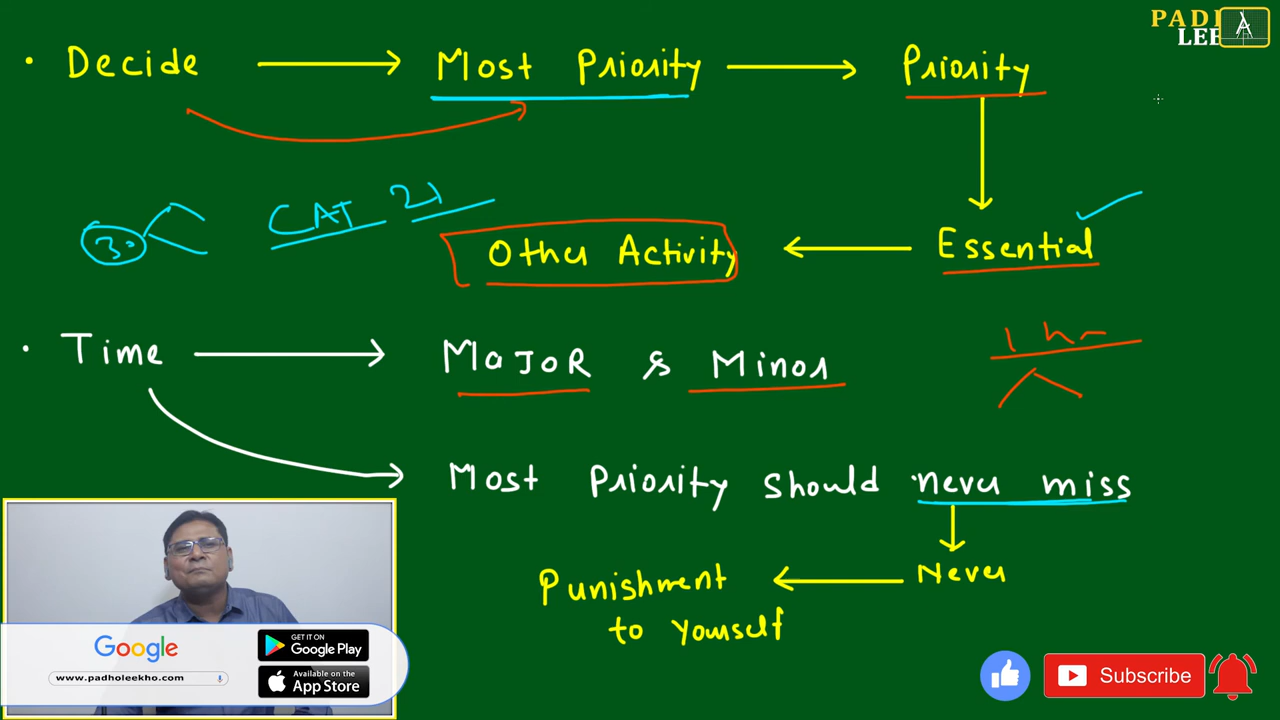 PADH
LEE
• Decide → Most Priority → Priority
CAT 21
Other Activity ← Essential
1 hr
• Time → Major & Minor
Most Priority should never miss
Never
Punishment ←
to yourself
Google
www.padholeekho.com
GET IT ON
Google Play
Available on the
App Store
Subscribe